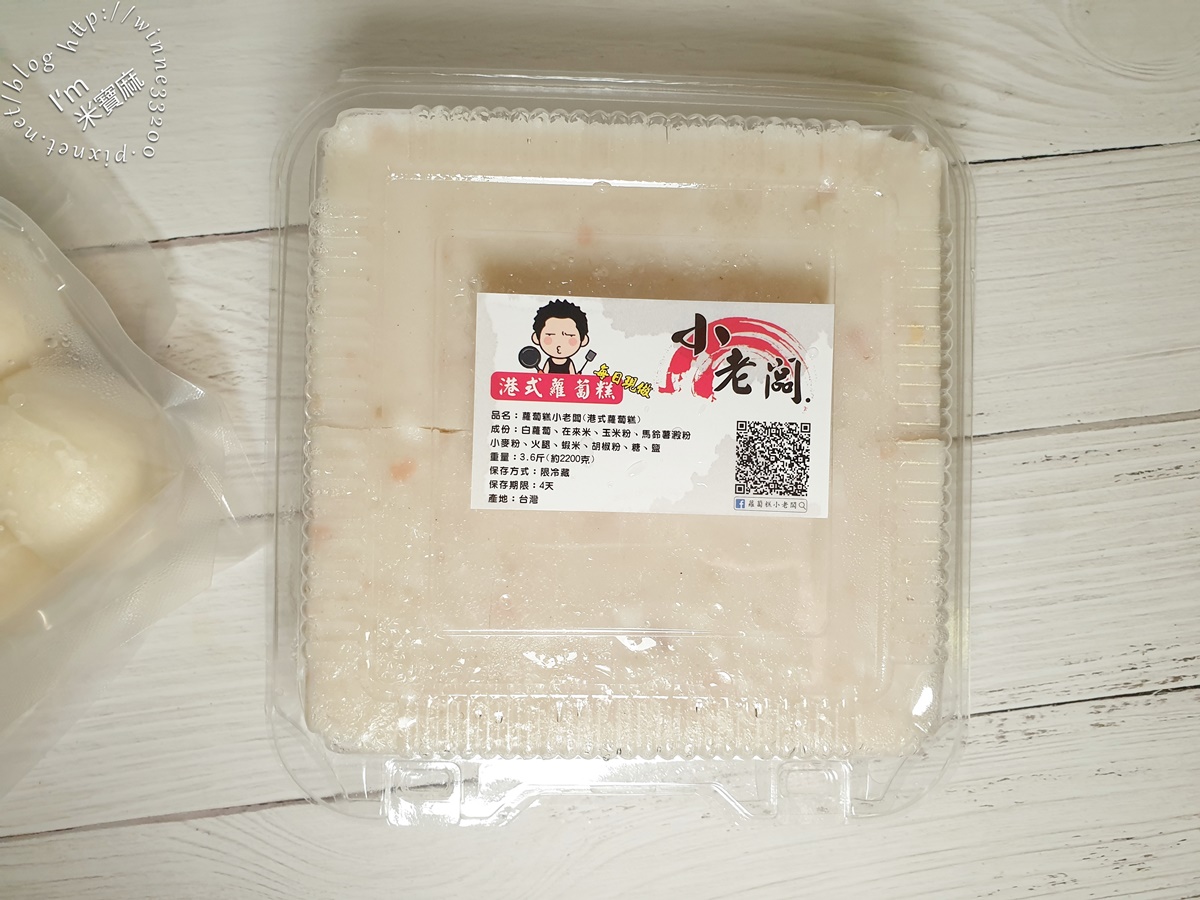 http://winne33200.pixnet.net/blog
I'm
米寶麻
小老闆.
每日現做
港式蘿蔔糕
品名：蘿蔔糕小老闆(港式蘿蔔糕)
成份：白蘿蔔、在來米、玉米粉、馬鈴薯澱粉
小麥粉、火腿、蝦米、胡椒粉、糖、鹽
重量：3.6斤(約2200克)
保存方式：限冷藏
保存期限：4天
產地：台灣
蘿蔔糕小老闆